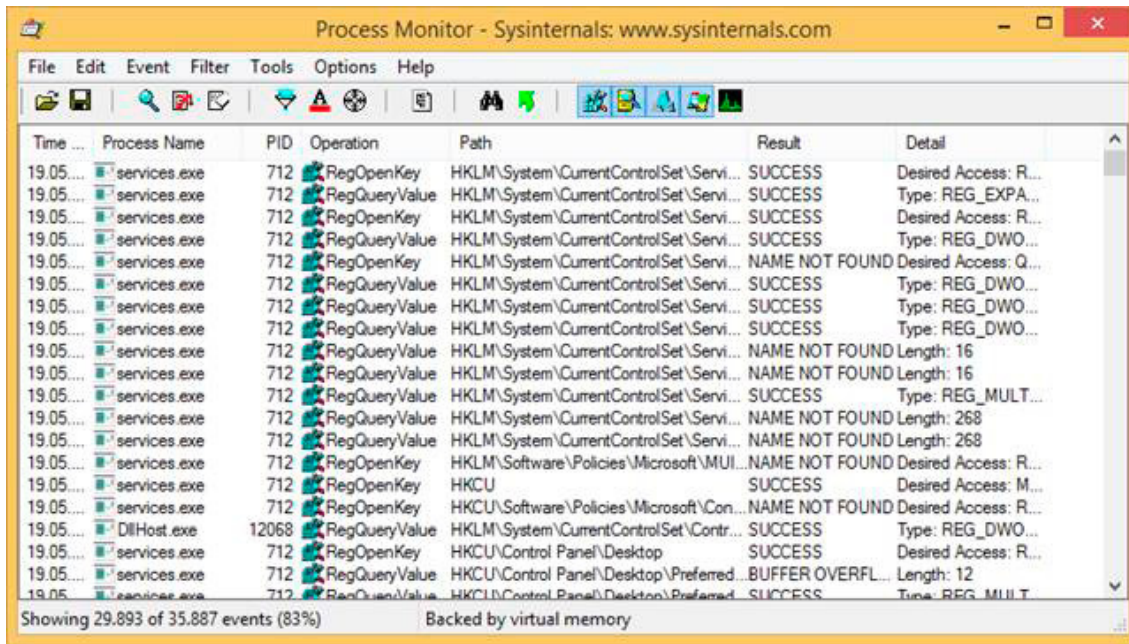 Process Monitor - Sysinternals: www.sysinternals.com
File Edit Event Filter Tools Options Help
Time ... Process Name PID Operation Path Result Detail
19.05.... services.exe 712 RegOpenKey HKLM\System\CurrentControlSet\Servi... SUCCESS Desired Access: R...
19.05.... services.exe 712 RegQueryValue HKLM\System\CurrentControlSet\Servi... SUCCESS Type: REG_EXPA...
19.05.... services.exe 712 RegOpenKey HKLM\System\CurrentControlSet\Servi... SUCCESS Desired Access: R...
19.05.... services.exe 712 RegQueryValue HKLM\System\CurrentControlSet\Servi... SUCCESS Type: REG_DWO...
19.05.... services.exe 712 RegOpenKey HKLM\System\CurrentControlSet\Servi... NAME NOT FOUND Desired Access: Q...
19.05.... services.exe 712 RegQueryValue HKLM\System\CurrentControlSet\Servi... SUCCESS Type: REG_DWO...
19.05.... services.exe 712 RegQueryValue HKLM\System\CurrentControlSet\Servi... SUCCESS Type: REG_DWO...
19.05.... services.exe 712 RegQueryValue HKLM\System\CurrentControlSet\Servi... SUCCESS Type: REG_DWO...
19.05.... services.exe 712 RegQueryValue HKLM\System\CurrentControlSet\Servi... NAME NOT FOUND Length: 16
19.05.... services.exe 712 RegQueryValue HKLM\System\CurrentControlSet\Servi... NAME NOT FOUND Length: 16
19.05.... services.exe 712 RegQueryValue HKLM\System\CurrentControlSet\Servi... SUCCESS Type: REG_MULT...
19.05.... services.exe 712 RegQueryValue HKLM\System\CurrentControlSet\Servi... NAME NOT FOUND Length: 268
19.05.... services.exe 712 RegQueryValue HKLM\System\CurrentControlSet\Servi... NAME NOT FOUND Length: 268
19.05.... services.exe 712 RegOpenKey HKLM\Software\Policies\Microsoft\MUI... NAME NOT FOUND Desired Access: R...
19.05.... services.exe 712 RegOpenKey HKCU SUCCESS Desired Access: M...
19.05.... services.exe 712 RegOpenKey HKCU\Software\Policies\Microsoft\Con... NAME NOT FOUND Desired Access: R...
19.05.... DllHost.exe 12068 RegQueryValue HKLM\System\CurrentControlSet\Contr... SUCCESS Type: REG_DWO...
19.05.... services.exe 712 RegOpenKey HKCU\Control Panel\Desktop SUCCESS Desired Access: R...
19.05.... services.exe 712 RegQueryValue HKCU\Control Panel\Desktop\Preferred... BUFFER OVERFL... Length: 12
19.05.... services.exe 712 RegQueryValue HKCU\Control Panel\Desktop\Preferred... SUCCESS Type: REG_MULT...
Showing 29.893 of 35.887 events (83%) Backed by virtual memory